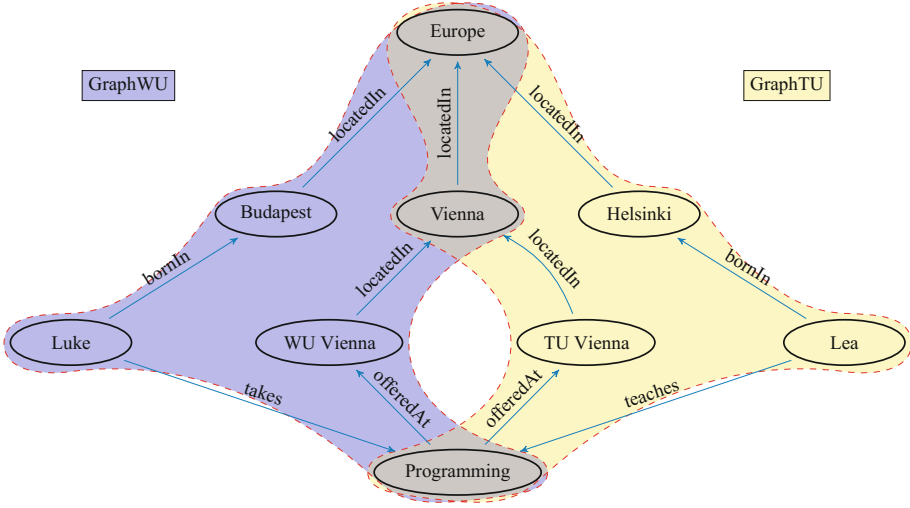 Europe
GraphWU
GraphTU
locatedIn
locatedIn
locatedIn
Budapest
Vienna
Helsinki
bornIn
locatedIn
locatedIn
bornIn
Luke
WU Vienna
TU Vienna
Lea
takes
offeredAt
offeredAt
teaches
Programming